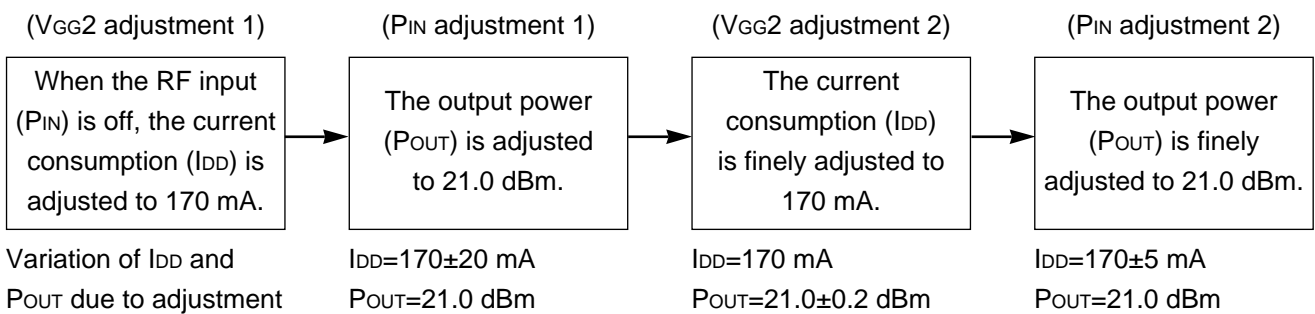 (VGG2 adjustment 1)
When the RF input
(PIN) is off, the current
consumption (IDD) is
adjusted to 170 mA.
Variation of IDD and
POUT due to adjustment
(PIN adjustment 1)
The output power
(POUT) is adjusted
to 21.0 dBm.
IDD=170±20 mA
POUT=21.0 dBm
(VGG2 adjustment 2)
The current
consumption (IDD)
is finely adjusted to
170 mA.
IDD=170 mA
POUT=21.0±0.2 dBm
(PIN adjustment 2)
The output power
(POUT) is finely
adjusted to 21.0 dBm.
IDD=170±5 mA
POUT=21.0 dBm